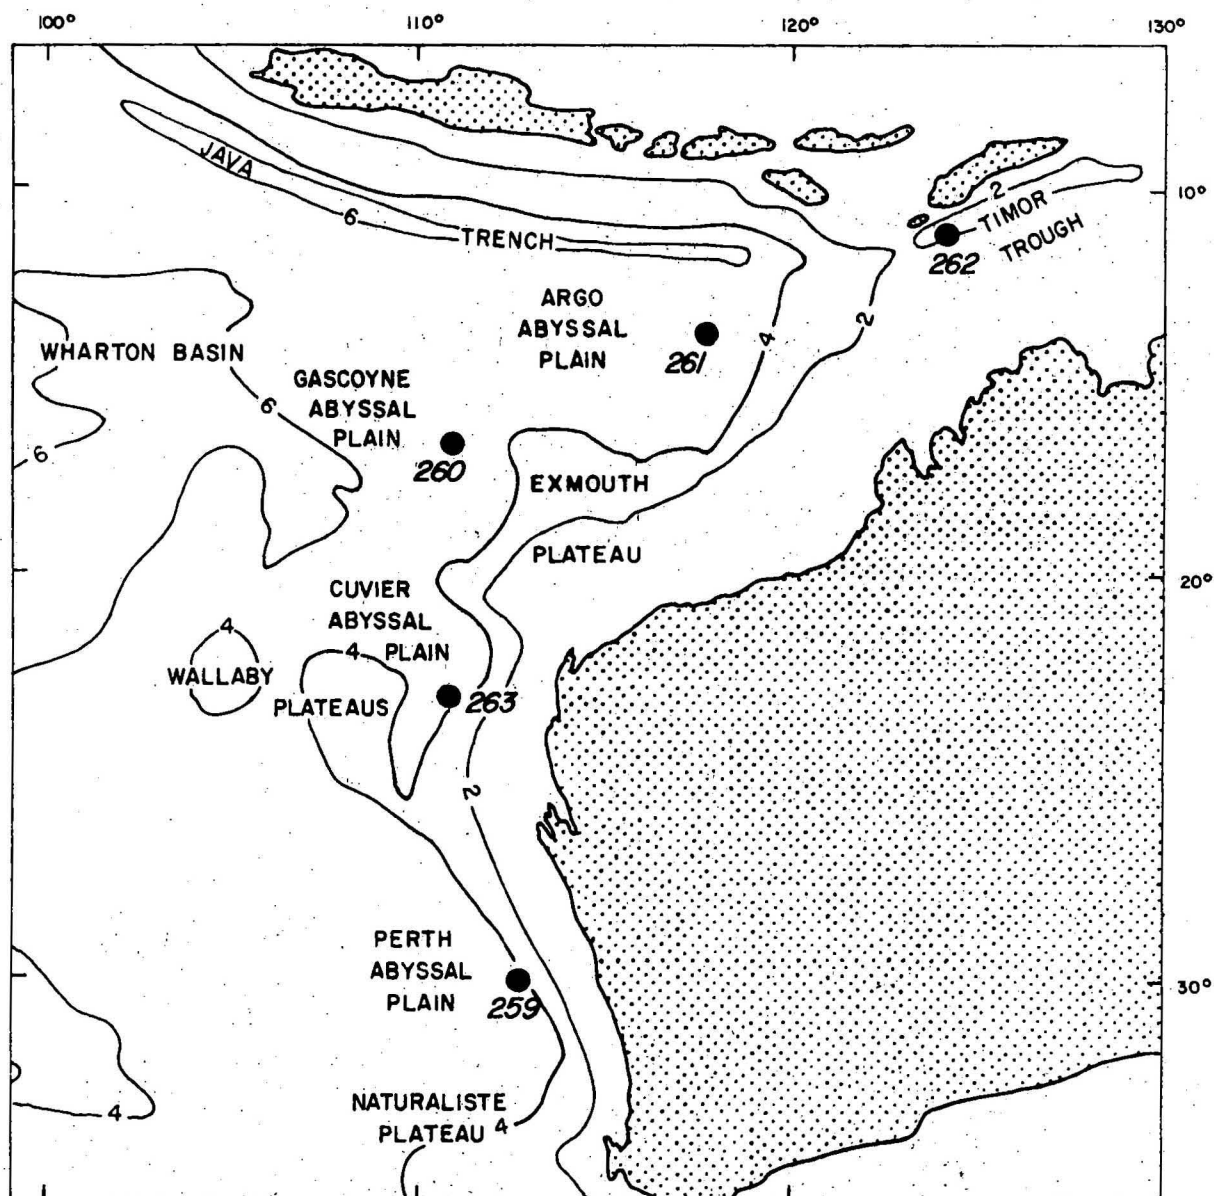 100°
110°
120°
130°
JAVA
6
TRENCH
10°
2
TIMOR
TROUGH
262
ARGO
ABYSSAL
PLAIN
261
4
2
WHARTON BASIN
GASCOYNE
ABYSSAL
PLAIN
6
6
260
EXMOUTH
PLATEAU
20°
CUVIER
ABYSSAL
PLAIN
4
4
WALLABY
PLATEAUS
263
2
PERTH
ABYSSAL
PLAIN
259
30°
4
NATURALISTE
PLATEAU
4